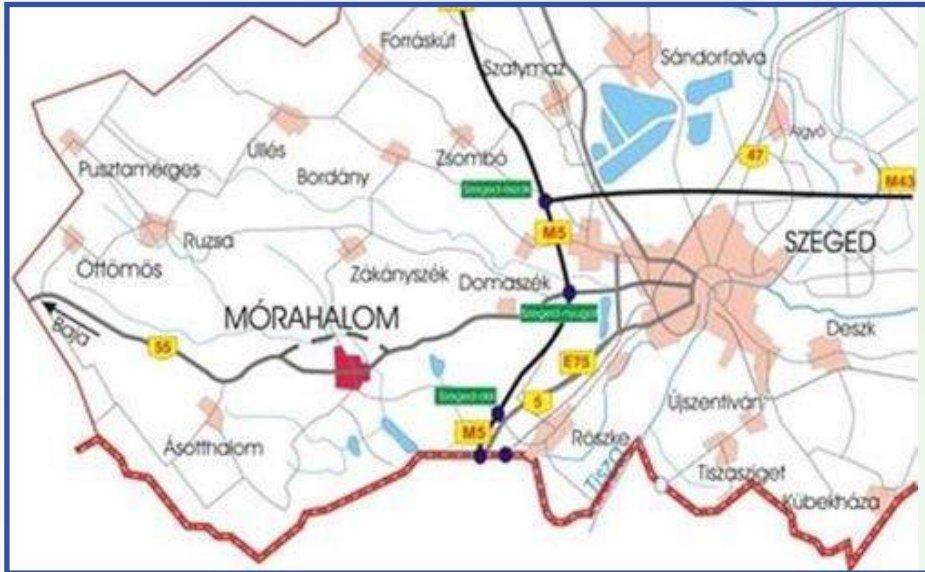 Forráskút
Szatymaz
Sándorfalva
Algyő
47
Pusztamérges
Üllés
Bordány
Zsombó
Szeged-észak
M43
M5
SZEGED
Ruzsa
Öttömös
Zákányszék
Domaszék
Szeged-nyugat
MÓRAHALOM
Baja
55
Deszk
E75
Szeged-dél
5
M5
Újszentiván
Ásotthalom
Röszke
Tisza
Tiszasziget
Kübekháza